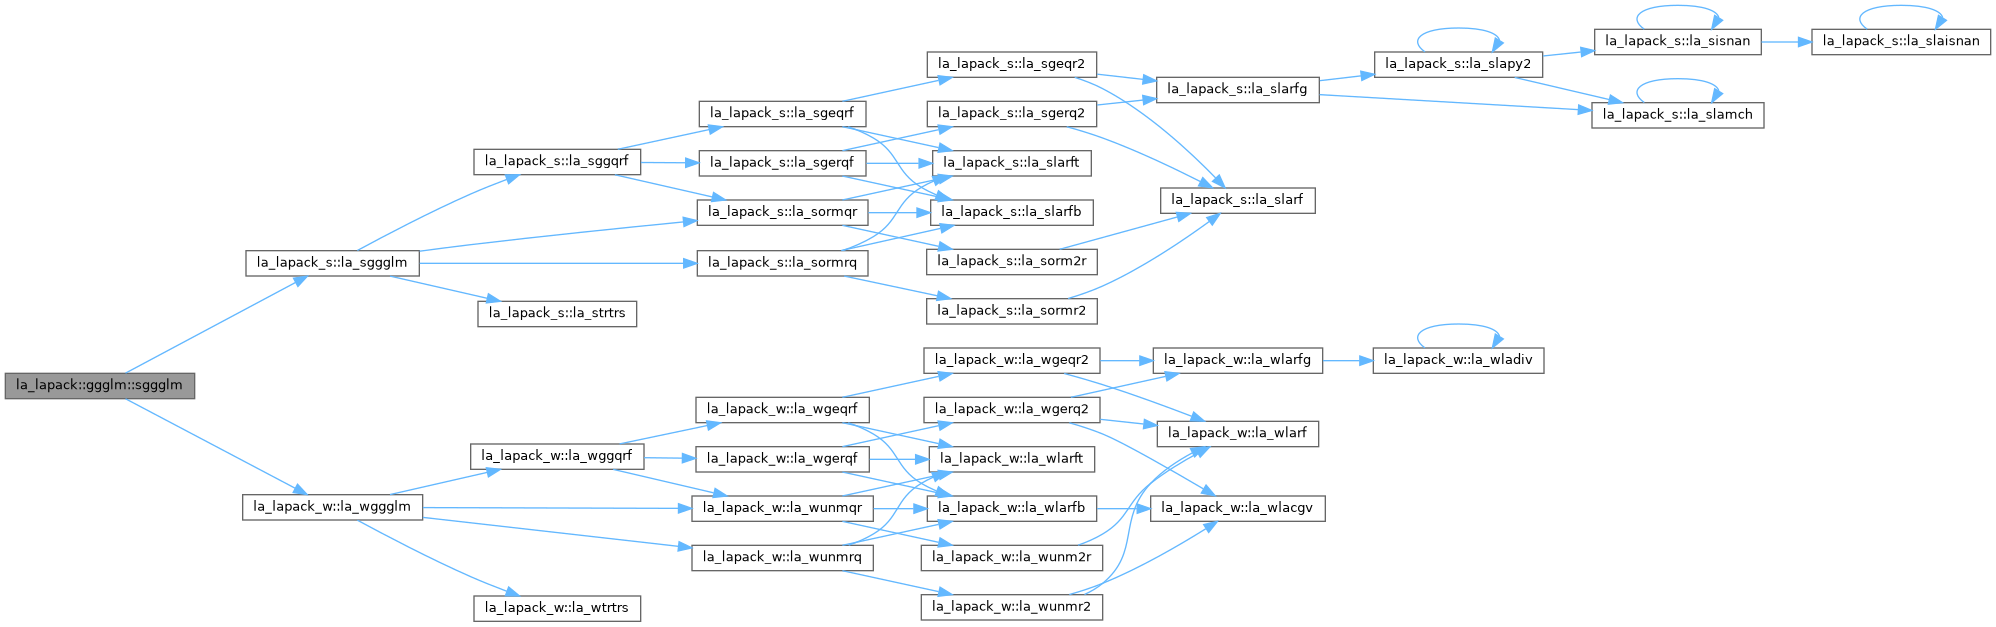 la_lapack::ggglm::sggglm
la_lapack_s::la_sggglm
la_lapack_s::la_sggqrf
la_lapack_s::la_strtrs
la_lapack_s::la_sgeqrf
la_lapack_s::la_sgerqf
la_lapack_s::la_sormqr
la_lapack_s::la_sormrq
la_lapack_s::la_sgeqr2
la_lapack_s::la_sgerq2
la_lapack_s::la_slarft
la_lapack_s::la_slarfb
la_lapack_s::la_sorm2r
la_lapack_s::la_sormr2
la_lapack_s::la_slarfg
la_lapack_s::la_slarf
la_lapack_s::la_slapy2
la_lapack_s::la_sisnan
la_lapack_s::la_slamch
la_lapack_s::la_slaisnan
la_lapack_w::la_wggglm
la_lapack_w::la_wggqrf
la_lapack_w::la_wtrtrs
la_lapack_w::la_wgeqrf
la_lapack_w::la_wgerqf
la_lapack_w::la_wunmqr
la_lapack_w::la_wunmrq
la_lapack_w::la_wgeqr2
la_lapack_w::la_wgerq2
la_lapack_w::la_wlarft
la_lapack_w::la_wlarfb
la_lapack_w::la_wunm2r
la_lapack_w::la_wunmr2
la_lapack_w::la_wlarfg
la_lapack_w::la_wlarf
la_lapack_w::la_wlacgv
la_lapack_w::la_wladiv